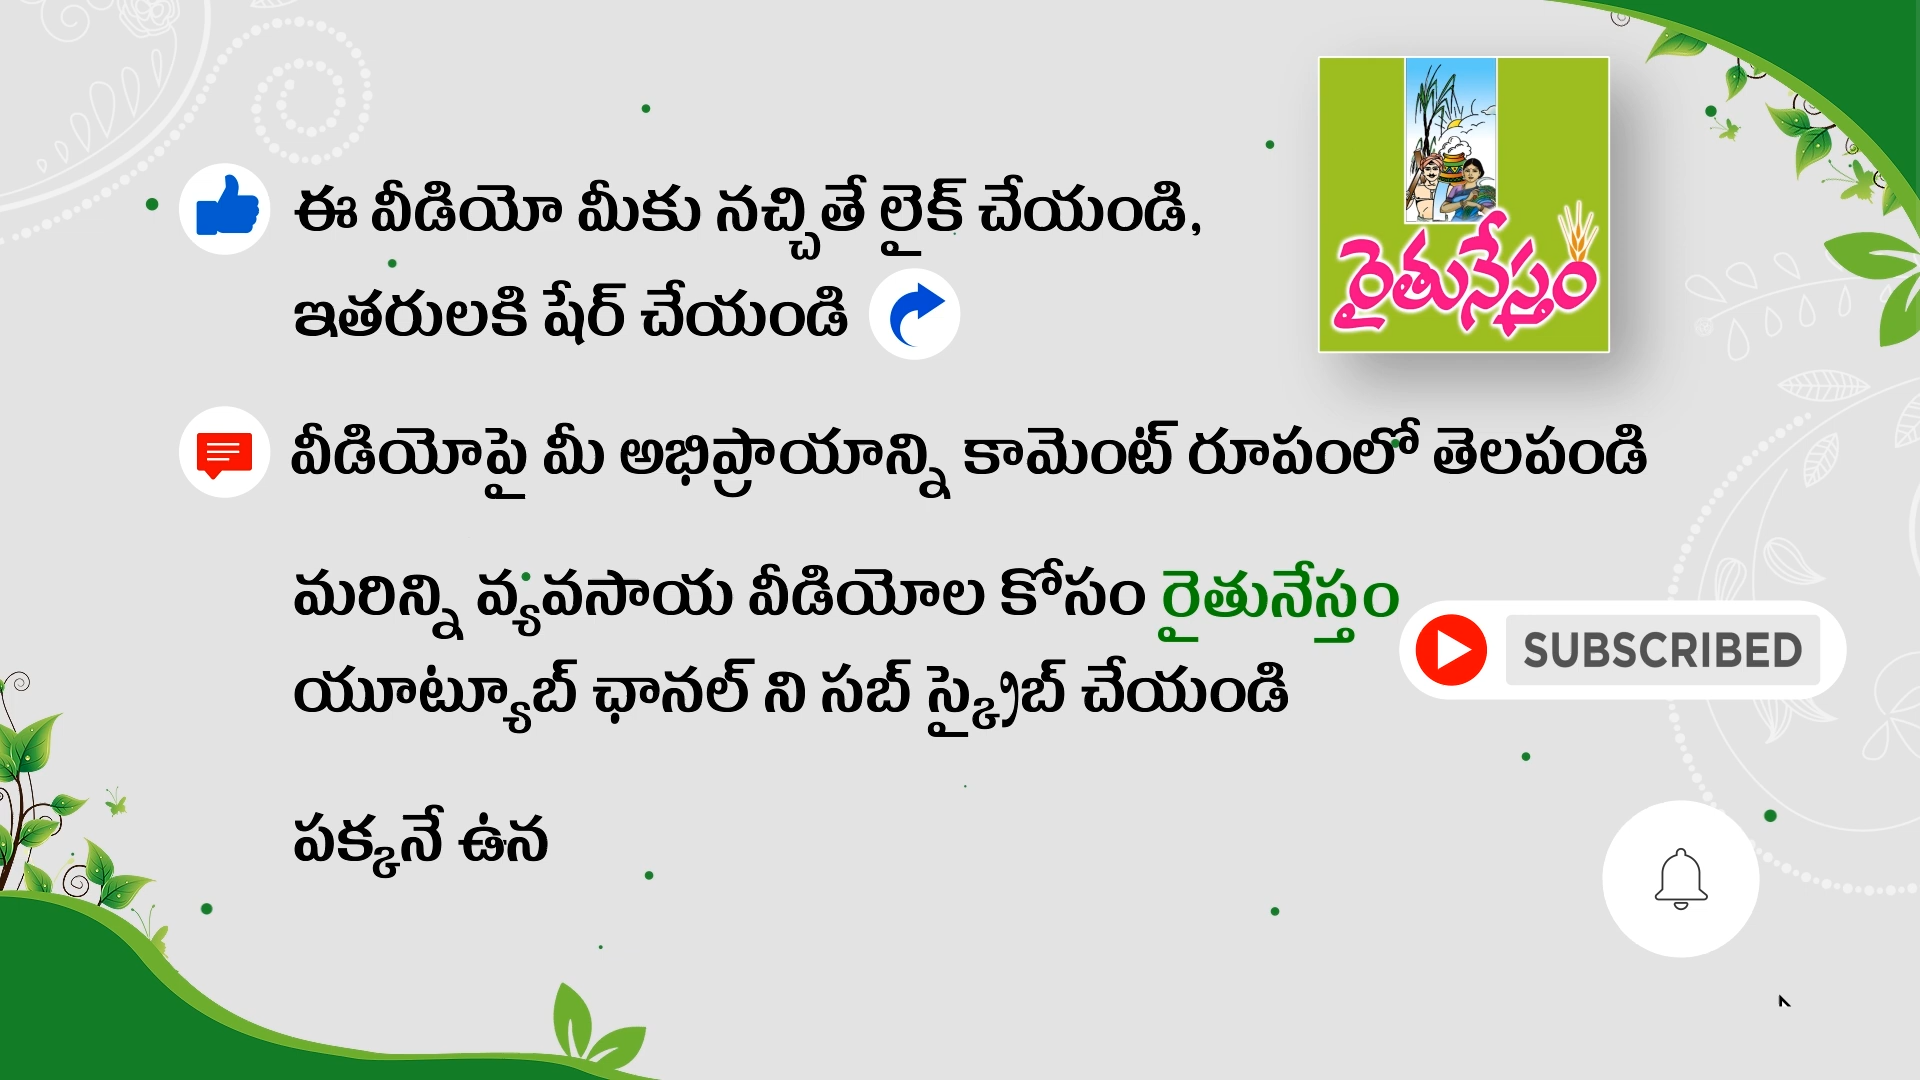 ఈ వీడియో మీకు నచ్చితే లైక్ చేయండి,
ఇతరులకి షేర్ చేయండి
రైతునేస్తం
వీడియోపై మీ అభిప్రాయాన్ని కామెంట్ రూపంలో తెలపండి
మరిన్ని వ్యవసాయ వీడియోల కోసం రైతునేస్తం
యూట్యూబ్ ఛానల్ ని సబ్ స్క్రైబ్ చేయండి
SUBSCRIBED
పక్కనే ఉన